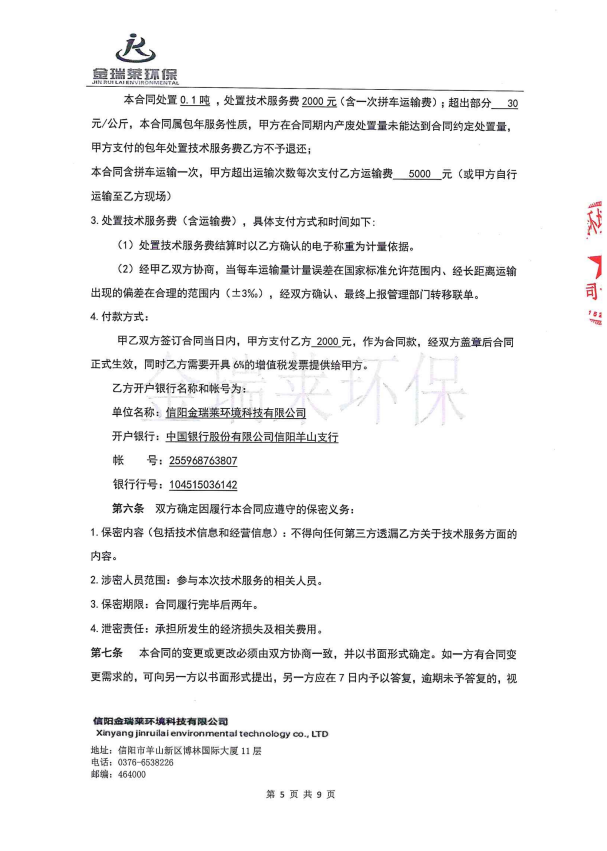 金瑞莱环保
JIN RUI LAI ENVIRONMENTAL
本合同处置 0.1 吨 ，处置技术服务费 2000 元（含一次拼车运输费）；超出部分 30
元/公斤，本合同属包年服务性质，甲方在合同期内产废处置量未能达到合同约定处置量，
甲方支付的包年处置技术服务费乙方不予退还；
本合同含拼车运输一次，甲方超出运输次数每次支付乙方运输费 5000 元（或甲方自行
运输至乙方现场）
3.处置技术服务费（含运输费），具体支付方式和时间如下：
（1）处置技术服务费结算时以乙方确认的电子称重为计量依据。
（2）经甲乙双方协商，当每车运输量计量误差在国家标准允许范围内、经长距离运输
出现的偏差在合理的范围内（±3‰），经双方确认、最终上报管理部门转移联单。
4.付款方式：
甲乙双方签订合同当日内，甲方支付乙方 2000元，作为合同款，经双方盖章后合同
正式生效，同时乙方需要开具 6%的增值税发票提供给甲方。
乙方开户银行名称和帐号为：
单位名称：信阳金瑞莱环境科技有限公司
开户银行：中国银行股份有限公司信阳羊山支行
帐 号：255968763807
银行行号：104515036142
第六条 双方确定因履行本合同应遵守的保密义务：
1.保密内容（包括技术信息和经营信息）：不得向任何第三方透漏乙方关于技术服务方面的
内容。
2.涉密人员范围：参与本次技术服务的相关人员。
3.保密期限：合同履行完毕后两年。
4.泄密责任：承担所发生的经济损失及相关费用。
第七条 本合同的变更或更改必须由双方协商一致，并以书面形式确定。如一方有合同变
更需求的，可向另一方以书面形式提出，另一方应在 7 日内予以答复，逾期未予答复的，视
金瑞莱环保
信阳金瑞莱环境科技有限公司
Xinyang jinruilai environmental technology co., LTD
地址：信阳市羊山新区博林国际大厦 11 层
电话：0376-6538226
邮编：464000
第 5 页 共 9 页